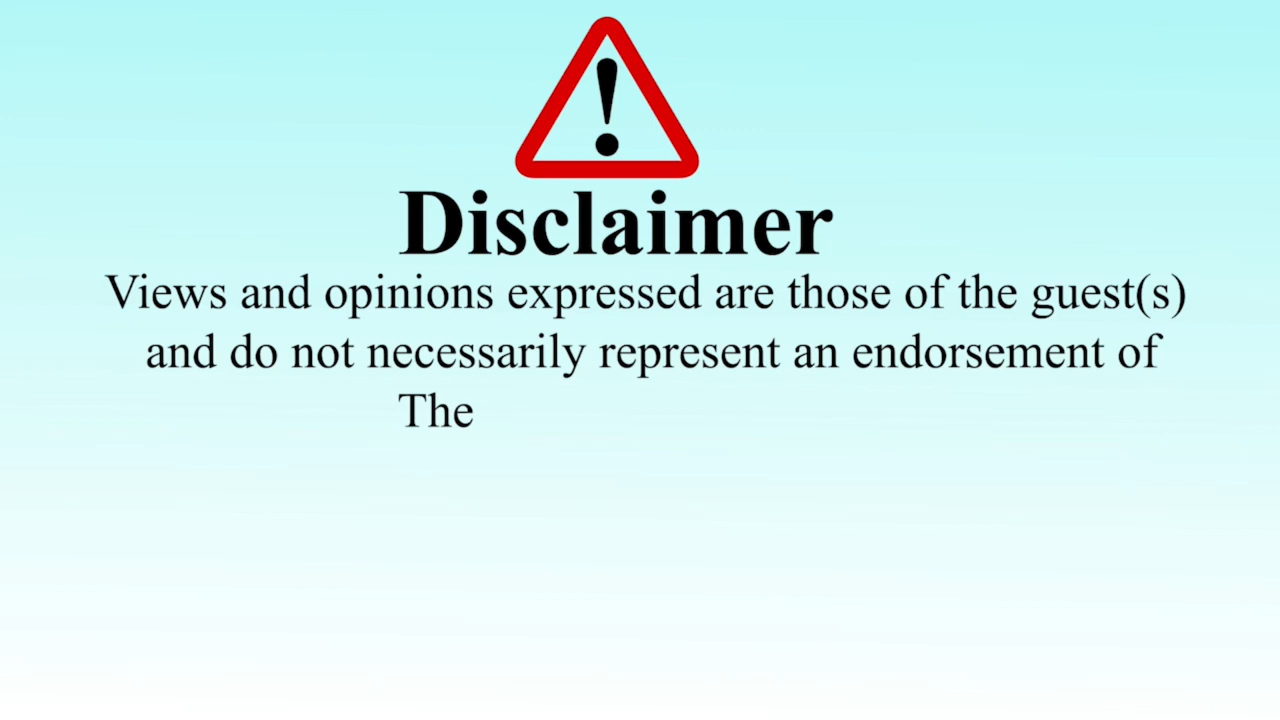 Disclaimer
Views and opinions expressed are those of the guest(s)
and do not necessarily represent an endorsement of
The